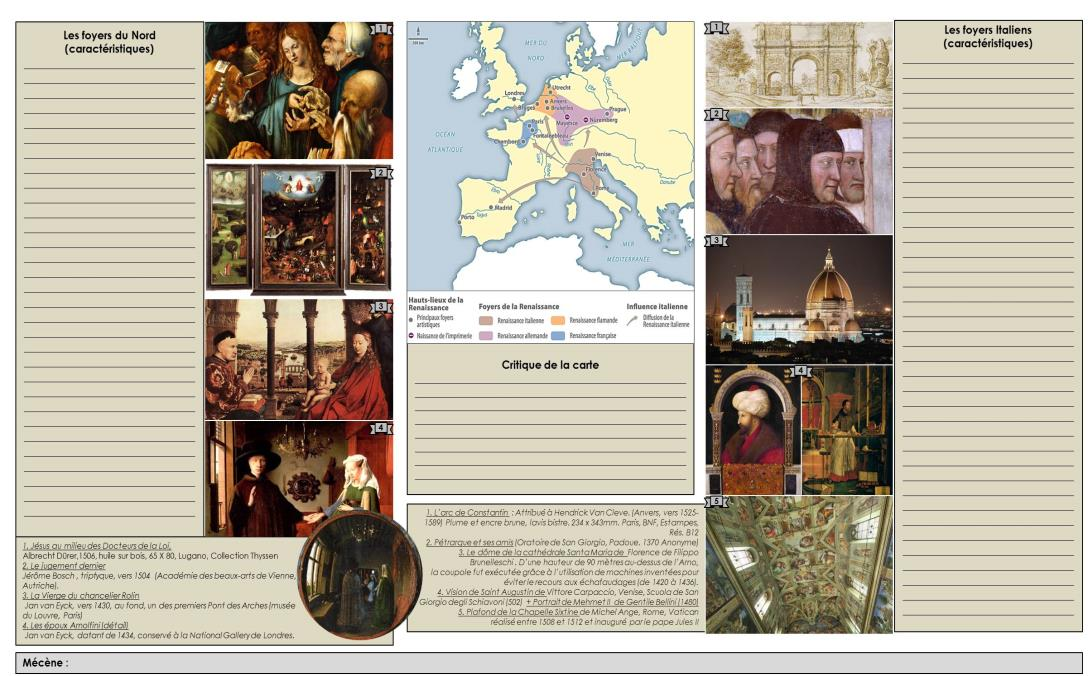 Les foyers du Nord
(caractéristiques)
1
2
3
4
1. Jésus au milieu des Docteurs de la Loi,
Albrecht Dürer,1506, huile sur bois, 65 X 80, Lugano, Collection Thyssen
2. Le jugement dernier
Jérôme Bosch , triptyque, vers 1504 (Académie des beaux-arts de Vienne,
Autriche).
3. La Vierge du chancelier Rolin
Jan van Eyck, vers 1430, au fond, un des premiers Pont des Arches (musée
du Louvre, Paris)
4. Les époux Arnolfini (détail)
Jan van Eyck, datant de 1434, conservé à la National Gallery de Londres.
MER DU
NORD
MER BALTIQUE
OCÉAN
ATLANTIQUE
Londres
Utrecht
Anvers
Bruges
Bruxelles
Mayence
Prague
Nuremberg
Paris
Fontainebleau
Chambord
Venise
Florence
Rome
Madrid
Porto
Tage
Danube
MER
MÉDITERRANÉE
Hauts-lieux de la
Renaissance
Principaux foyers
artistiques
Naissance de l'imprimerie
Foyers de la Renaissance
Renaissance italienne
Renaissance flamande
Renaissance allemande
Renaissance française
Influence italienne
Diffusion de la
Renaissance italienne
Critique de la carte
1. L'arc de Constantin : Attribué à Hendrick Van Cleve. (Anvers, vers 1525-
1589) Plume et encre brune, lavis bistre. 234 x 343mm. Paris, BNF, Estampes,
Rés. B12
2. Pétrarque et ses amis (Oratoire de San Giorgio, Padoue. 1370 Anonyme)
3. Le dôme de la cathédrale Santa Maria de Florence de Filippo
Brunelleschi . D'une hauteur de 90 mètres au-dessus de l'Arno,
la coupole fut exécutée grâce à l'utilisation de machines inventées pour
éviter le recours aux échafaudages (de 1420 à 1436).
4. Vision de Saint Augustin de Vittore Carpaccio, Venise, Scuola de San
Giorgio degli Schiavoni (502) + Portrait de Mehmet II de Gentile Bellini (1480)
5. Plafond de la Chapelle Sixtine de Michel Ange, Rome, Vatican
réalisé entre 1508 et 1512 et inauguré par le pape Jules II
1
2
3
4
5
Les foyers Italiens
(caractéristiques)
Mécène :